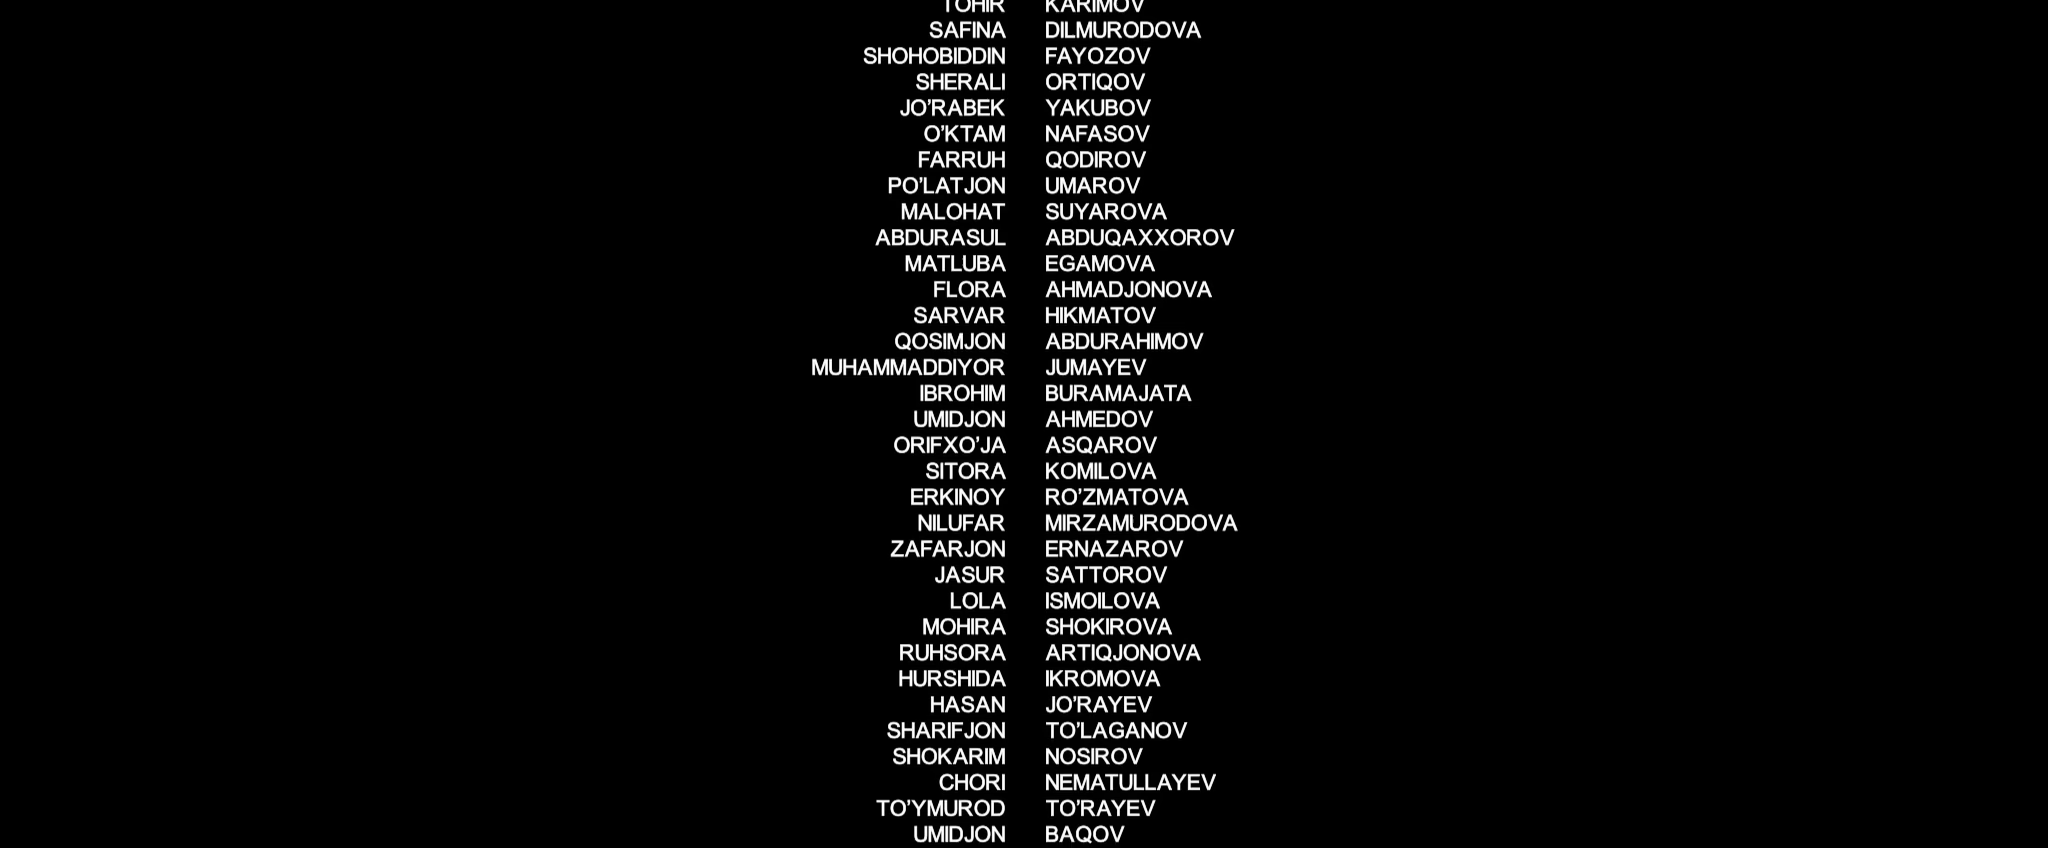 TOHIR KARIMOV
SAFINA DILMURODOVA
SHOHOBIDDIN FAYOZOV
SHERALI ORTIQOV
JO’RABEK YAKUBOV
O’KTAM NAFASOV
FARRUH QODIROV
PO’LATJON UMAROV
MALOHAT SUYAROVA
ABDURASUL ABDUQAXXOROV
MATLUBA EGAMOVA
FLORA AHMADJONOVA
SARVAR HIKMATOV
QOSIMJON ABDURAHIMOV
MUHAMMADDIYOR JUMAYEV
IBROHIM BURAMAJATA
UMIDJON AHMEDOV
ORIFXO’JA ASQAROV
SITORA KOMILOVA
ERKINOY RO’ZMATOVA
NILUFAR MIRZAMURODOVA
ZAFARJON ERNAZAROV
JASUR SATTOROV
LOLA ISMOILOVA
MOHIRA SHOKIROVA
RUHSORA ARTIQJONOVA
HURSHIDA IKROMOVA
HASAN JO’RAYEV
SHARIFJON TO’LAGANOV
SHOKARIM NOSIROV
CHORI NEMATULLAYEV
TO’YMUROD TO’RAYEV
UMIDJON BAQOV